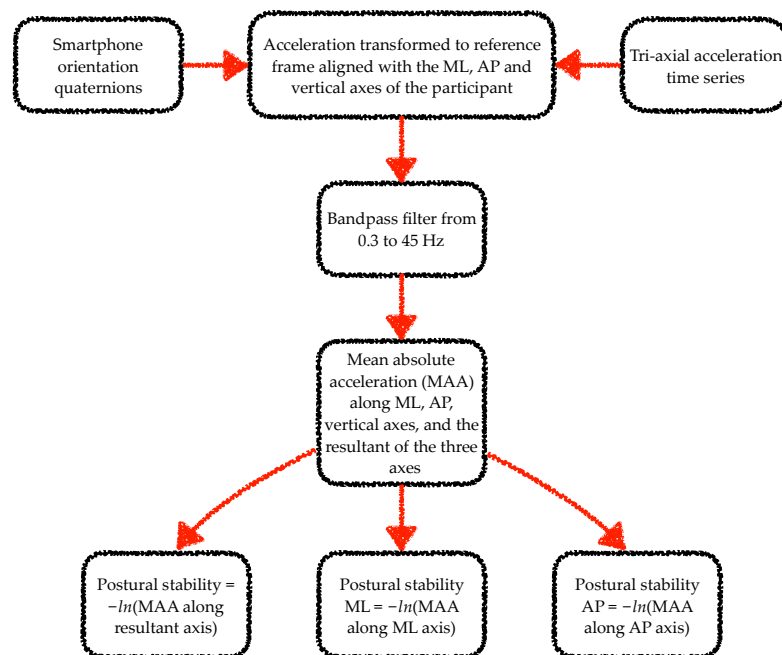 Smartphone
orientation
quaternions
Acceleration transformed to reference
frame aligned with the ML, AP and
vertical axes of the participant
Tri-axial acceleration
time series
Bandpass filter from
0.3 to 45 Hz
Mean absolute
acceleration (MAA)
along ML, AP,
vertical axes, and the
resultant of the three
axes
Postural stability =
−ln(MAA along
resultant axis)
Postural stability
ML = −ln(MAA
along ML axis)
Postural stability
AP = −ln(MAA
along AP axis)